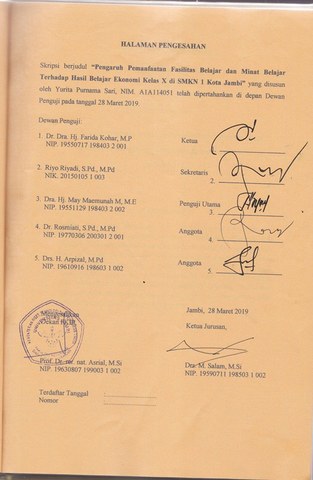 HALAMAN PENGESAHAN
Skripsi berjudul "Pengaruh Pemanfaatan Fasilitas Belajar dan Minat Belajar
Terhadap Hasil Belajar Ekonomi Kelas X di SMKN 1 Kota Jambi" yang disusun
oleh Yurita Purnama Sari, NIM. A1A114051 telah dipertahankan di depan Dewan
Penguji pada tanggal 28 Maret 2019
Dewan Penguji:
1 Dr. Dra. Hj. Farida Kohar, M.P Ketua
NIP. 19550717 198403 2 001
2. Riyo Riyadi, S.Pd., M.Pd Sekretaris
NIK. 20150105 1 003 2.
3. Dra. Hj. May Maemunah M, M.E Penguji Utama
NIP. 19551129 198403 2 002 3.
4. Dr. Rosmiati, S.Pd., M.Pd Anggota
NIP. 19770306 200301 2 001 4.
5. Drs. H. Arpizal, M.Pd Anggota
NIP. 19610916 198603 1 002 5.
Jambi, 28 Maret 2019
Mengesahkan
Dekan FKIP Ketua Jurusan,
Prof. Dr. rer. nat. Asrial, M.Si Dra. M. Salam, M.Si
NIP. 19630807 199003 1 002 NIP. 19590711 198503 1 002
Terdaftar Tanggal :
Nomor :